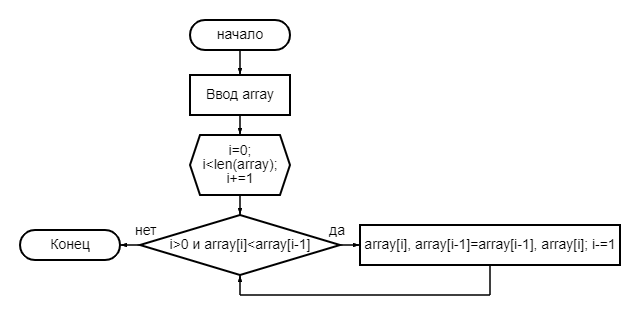 начало
Ввод array
i=0;
i<len(array);
i+=1
нет
i>0 и array[i]<array[i-1]
да
Конец
array[i], array[i-1]=array[i-1], array[i]; i-=1